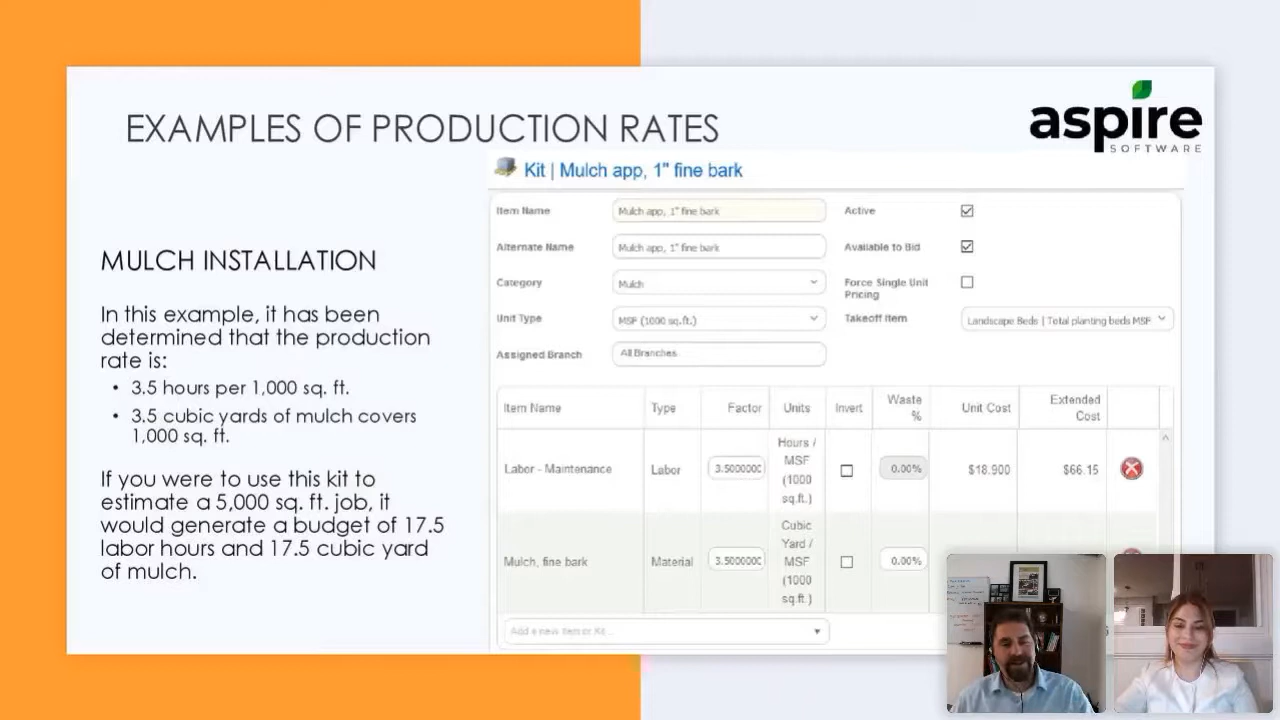 EXAMPLES OF PRODUCTION RATES
aspire
SOFTWARE
MULCH INSTALLATION
In this example, it has been
determined that the production
rate is:
• 3.5 hours per 1,000 sq. ft.
• 3.5 cubic yards of mulch covers
1,000 sq. ft.
If you were to use this kit to
estimate a 5,000 sq. ft. job, it
would generate a budget of 17.5
labor hours and 17.5 cubic yard
of mulch.
Kit | Mulch app, 1" fine bark
Item Name Mulch app, 1" fine bark Active
Alternate Name Mulch app, 1" fine bark Available to Bid
Category Mulch Force Single Unit
Pricing
Unit Type MSF (1000 sq.ft.) Takeoff Item Landscape Beds | Total planting beds MSF
Assigned Branch All Branches
Item Name Type Factor Units Invert Waste
% Unit Cost Extended
Cost
Labor - Maintenance Labor 3.500000C Hours /
MSF
(1000
sq.ft.) 0.00% $18.900 $66.15
Mulch, fine bark Material 3.500000C Cubic
Yard /
MSF
(1000
sq.ft.) 0.00%
Add a new item or Kit...